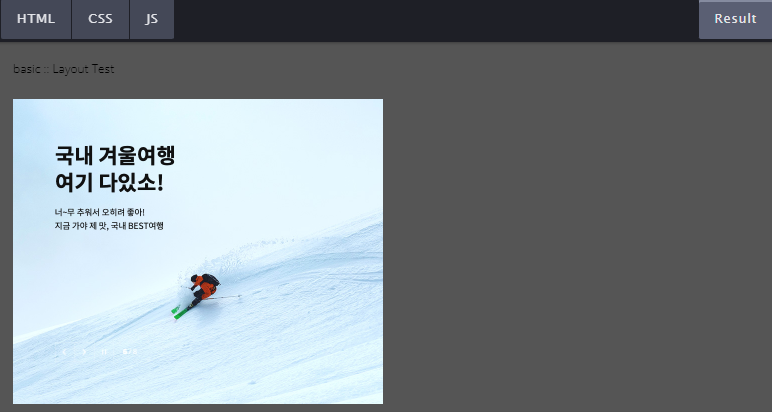 HTML CSS JS Result
basic :: Layout Test
국내 겨울여행
여기 다있소!
너~무 추워서 오히려 좋아!
지금 가야 제 맛, 국내 BEST여행